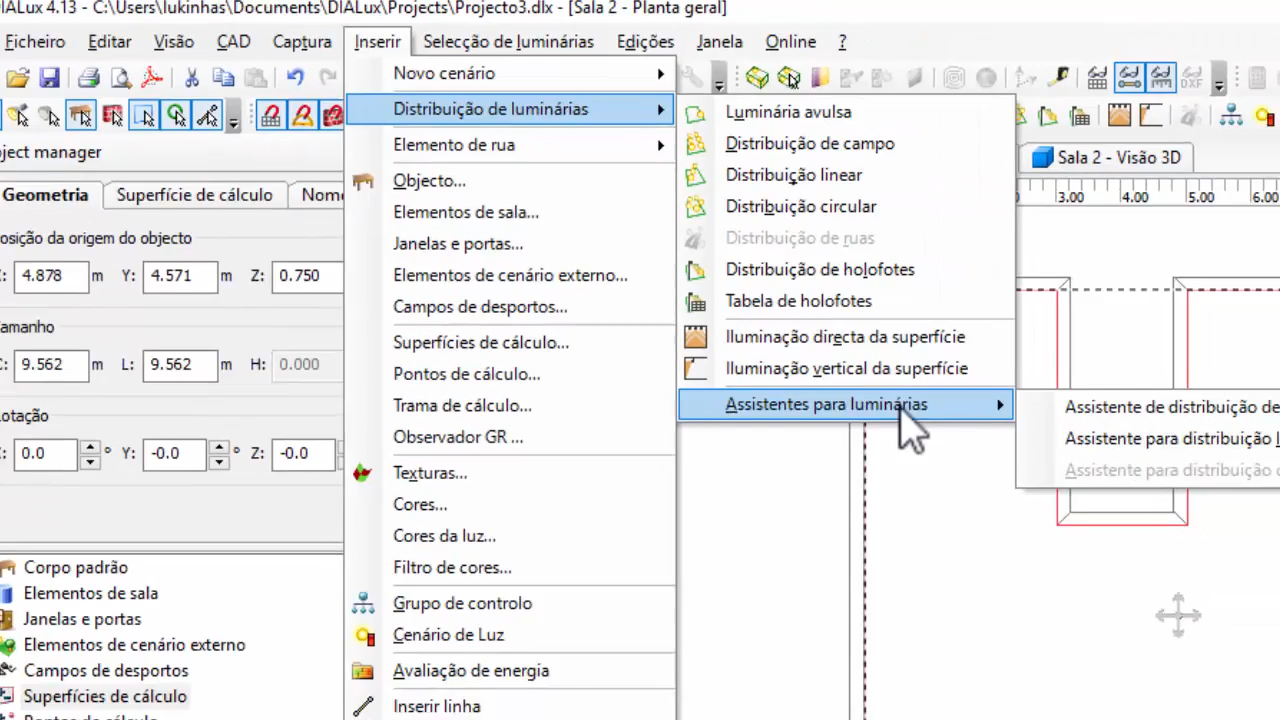 DIALux 4.13 - C:\Users\lukinhas\Documents\DIALux\Projects\Projecto3.dlx - [Sala 2 - Planta geral]
Ficheiro Editar Visão CAD Captura Inserir Selecção de luminárias Edições Janela Online ?
Novo cenário
Distribuição de luminárias
Elemento de rua
Objecto...
Elementos de sala...
Janelas e portas...
Elementos de cenário externo...
Campos de desportos...
Superfícies de cálculo...
Pontos de cálculo...
Trama de cálculo...
Observador GR ...
Texturas...
Cores...
Cores da luz...
Filtro de cores...
Grupo de controlo
Cenário de Luz
Avaliação de energia
Inserir linha
Luminária avulsa
Distribuição de campo
Distribuição linear
Distribuição circular
Distribuição de ruas
Distribuição de holofotes
Tabela de holofotes
Iluminação directa da superfície
Iluminação vertical da superfície
Assistentes para luminárias
Assistente de distribuição de
Assistente para distribuição l
Assistente para distribuição
DXF
Sala 2 - Visão 3D
3.00 4.00 5.00 6.00
oject manager
Geometria Superfície de cálculo Nome
osição da origem do objecto
: 4.878 m Y: 4.571 m Z: 0.750
amanho
C: 9.562 m L: 9.562 m H: 0.000
otação
: 0.0 ° Y: -0.0 ° Z: -0.0
Corpo padrão
Elementos de sala
Janelas e portas
Elementos de cenário externo
Campos de desportos
Superfícies de cálculo
Pontos de cálculo